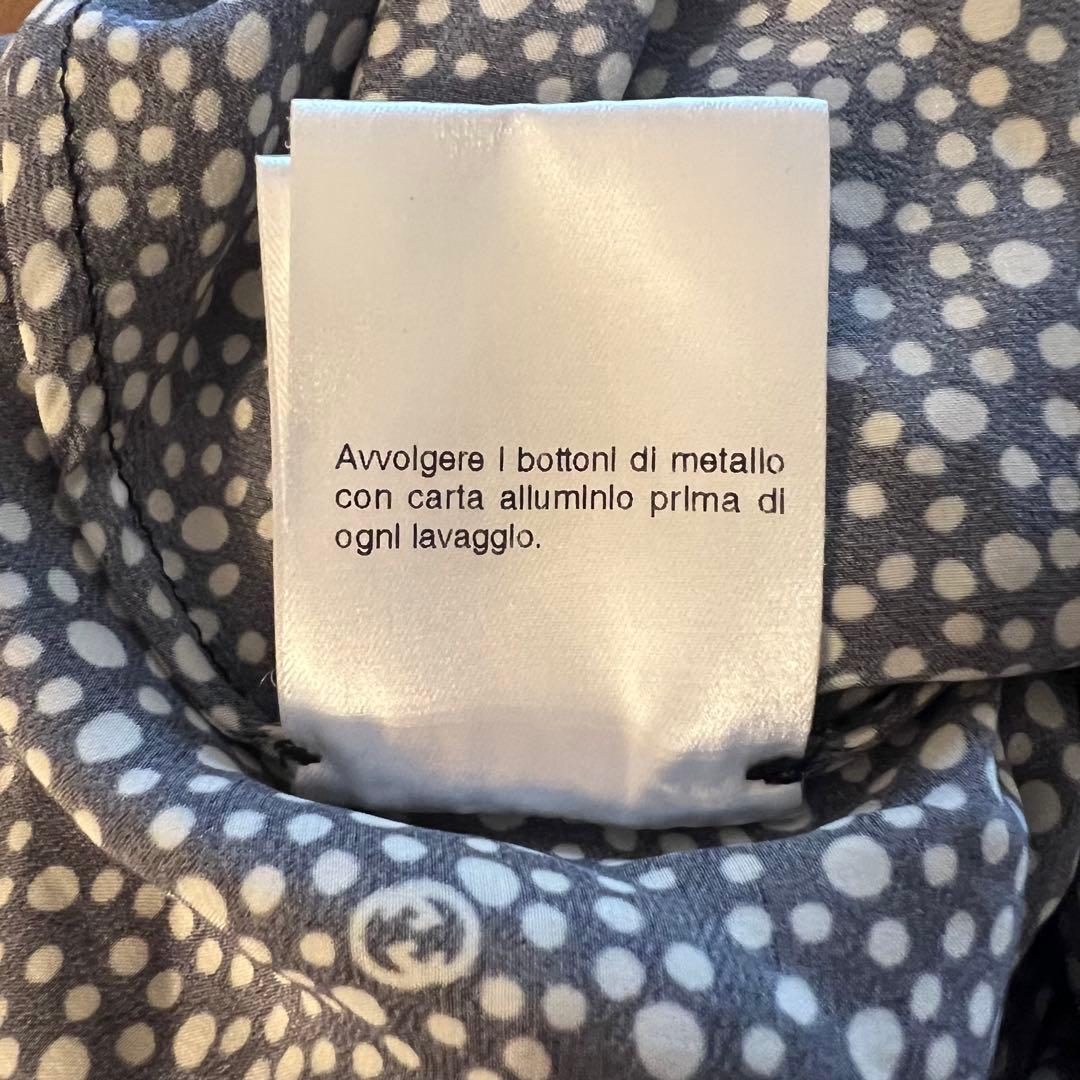 Avvolgere i bottoni di metallo
con carta alluminio prima di
ogni lavaggio.